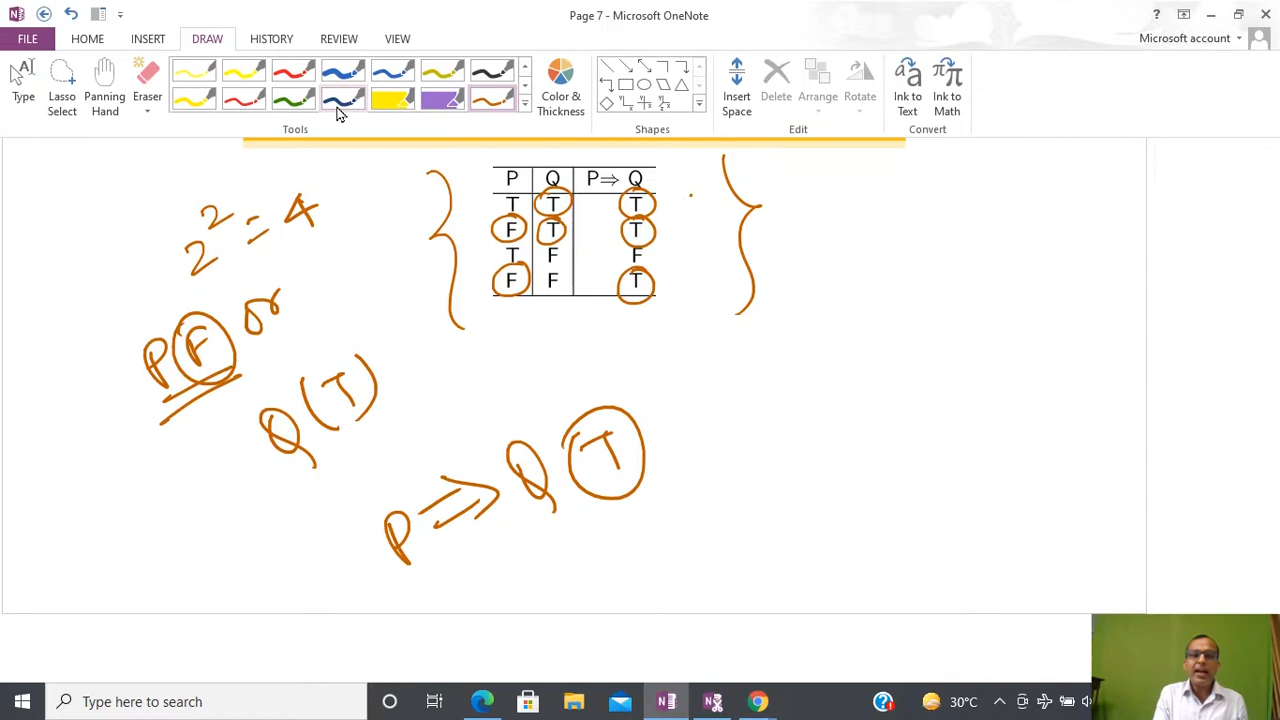 Page 7 - Microsoft OneNote
?
FILE HOME INSERT DRAW HISTORY REVIEW VIEW
Microsoft account
Type
Lasso Select
Panning Hand
Eraser
Color & Thickness
Insert Space
Delete
Arrange
Rotate
Ink to Text
Ink to Math
Tools
Shapes
Edit
Convert
2² = 4
P Q P⇒ Q
T T T
F T T
T F F
F F T
P F or
Q (T)
P ⇒ Q T
Type here to search
30°C